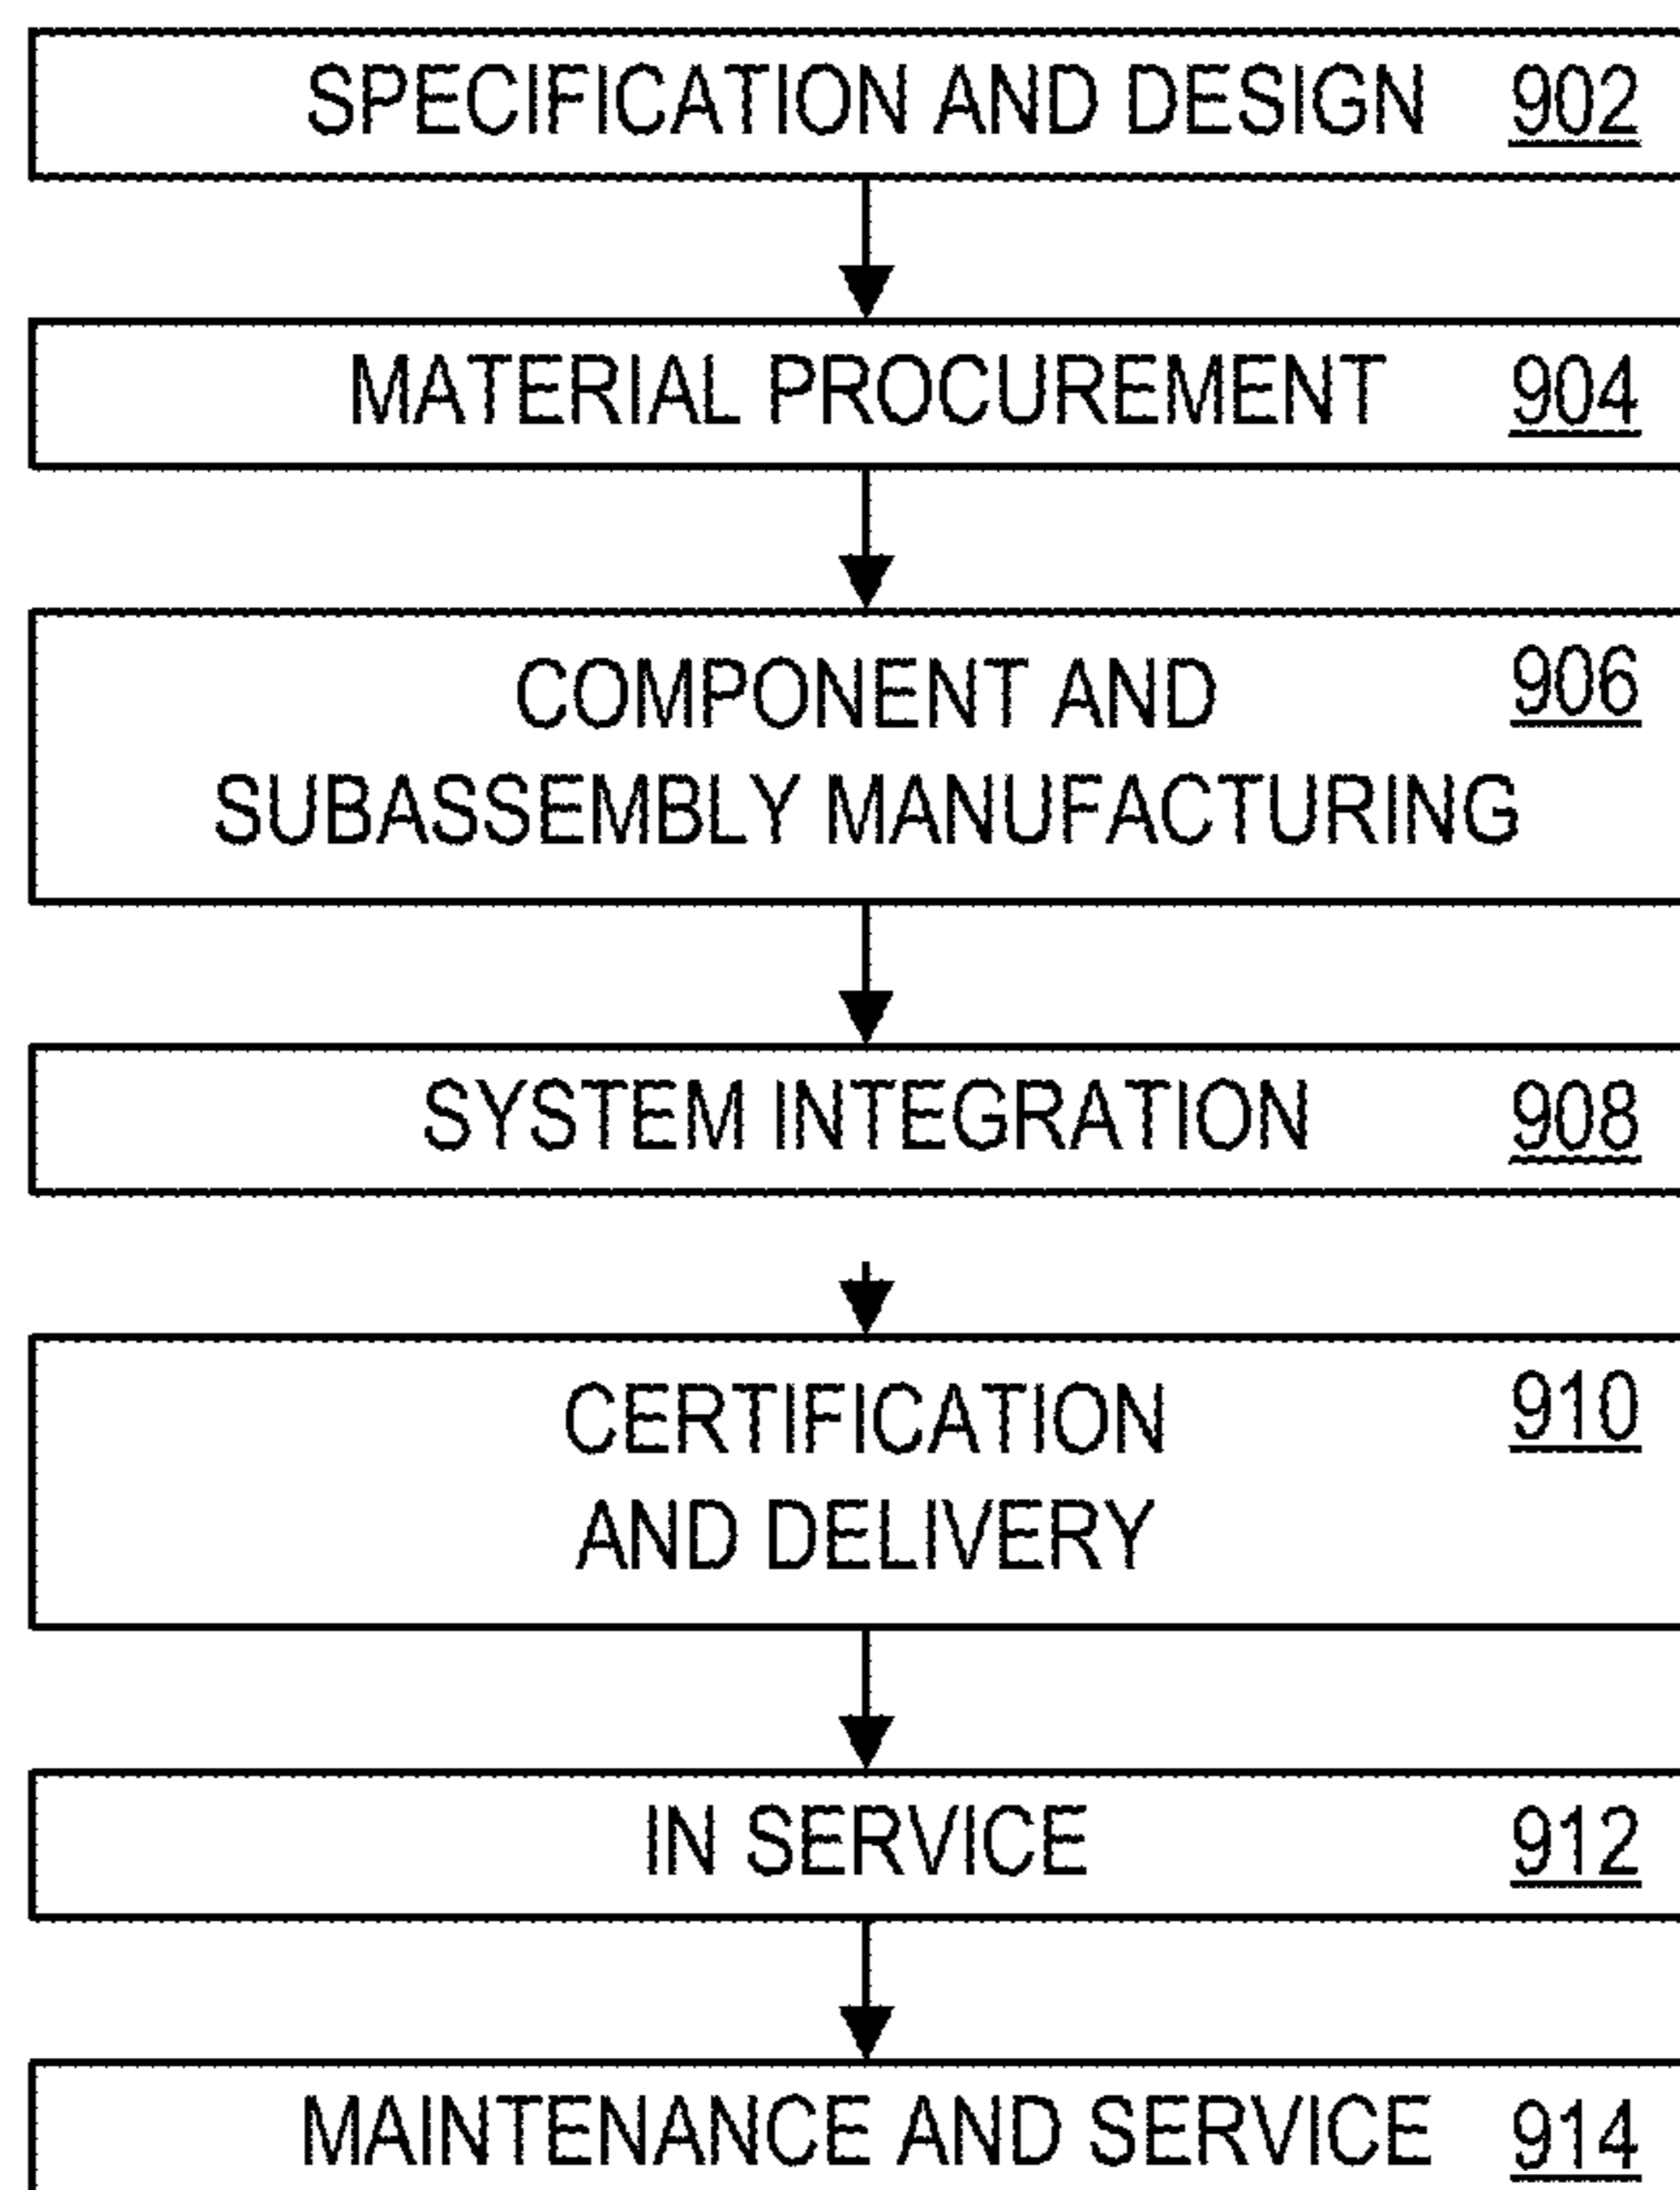 SPECIFICATION AND DESIGN 902
MATERIAL PROCUREMENT 904
COMPONENT AND 906
SUBASSEMBLY MANUFACTURING
SYSTEM INTEGRATION 908
CERTIFICATION 910
AND DELIVERY
IN SERVICE 912
MAINTENANCE AND SERVICE 914